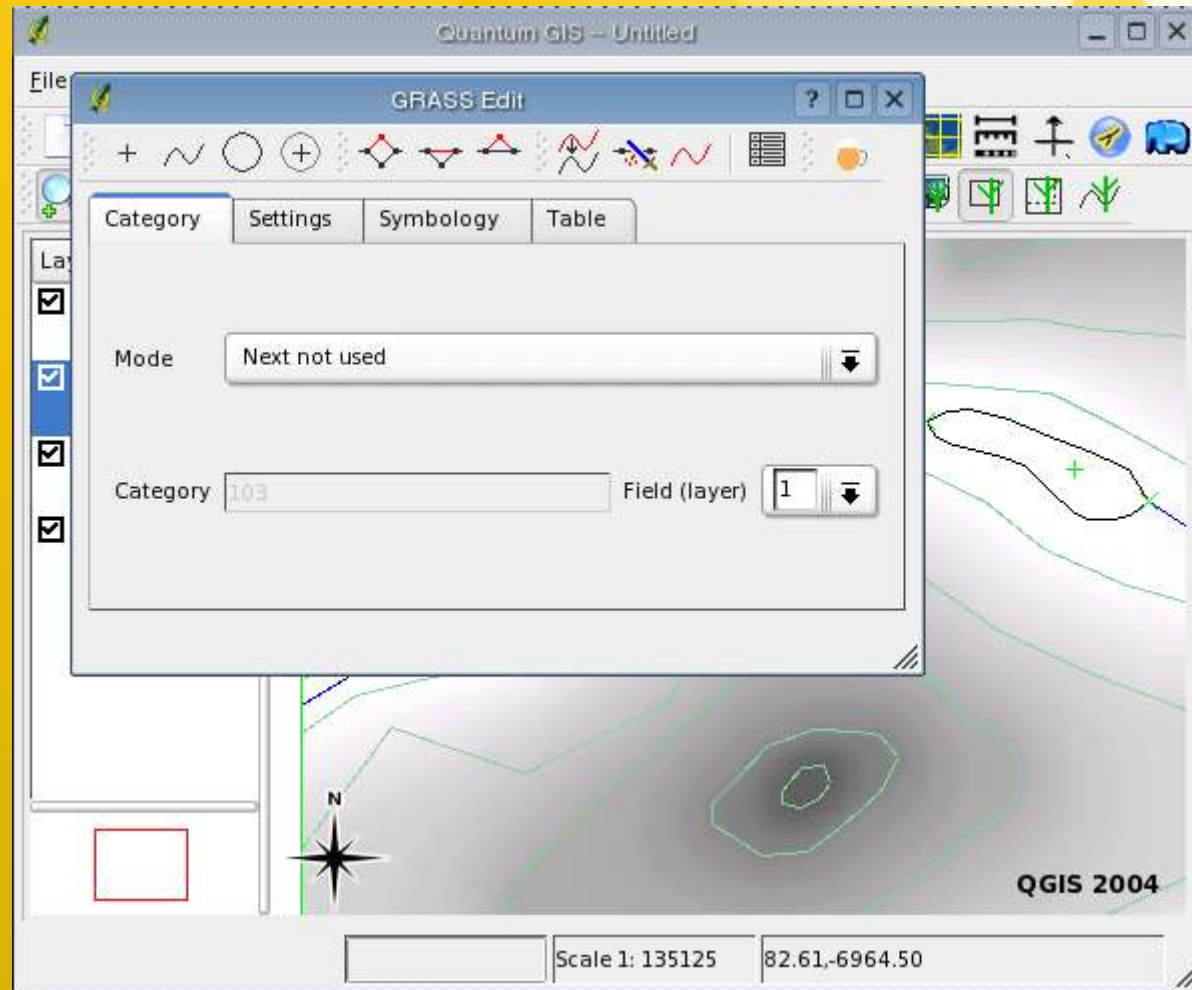 Quantum GIS -- Untitled
File
GRASS Edit
?
Category Settings Symbology Table
Mode Next not used
Category 103 Field (layer) 1
N
QGIS 2004
Scale 1: 135125 82.61,-6964.50